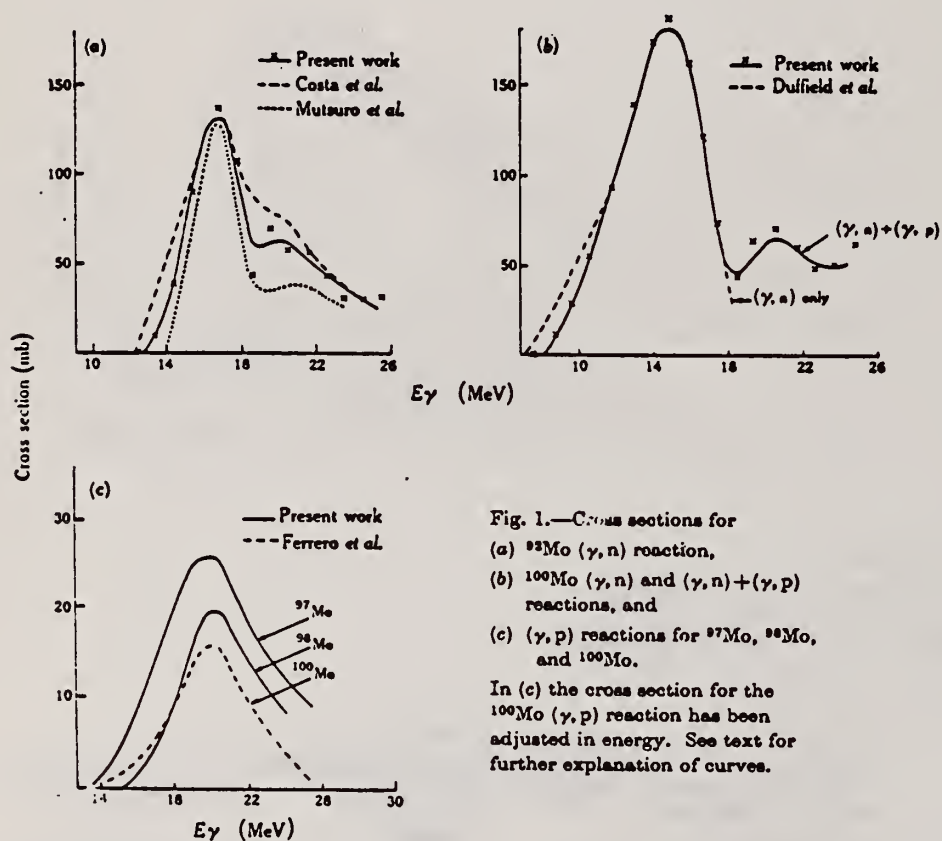 (a)
Present work
Costa et al.
Mutsuro et al.
150
100
50
10 14 18 22 26
(b)
Present work
Duffield et al.
150
100
50
(γ, n)+(γ, p)
(γ, n) only
10 14 18 22 26
Cross section (mb)
Eγ (MeV)
(c)
Present work
Ferrero et al.
30
20
10
⁹⁷Mo
⁹⁸Mo
¹⁰⁰Mo
14 18 22 26 30
Eγ (MeV)
Fig. 1.—Cross sections for
(a) ⁹²Mo (γ, n) reaction,
(b) ¹⁰⁰Mo (γ, n) and (γ, n)+(γ, p)
reactions, and
(c) (γ, p) reactions for ⁹⁷Mo, ⁹⁸Mo,
and ¹⁰⁰Mo.
In (c) the cross section for the
¹⁰⁰Mo (γ, p) reaction has been
adjusted in energy. See text for
further explanation of curves.